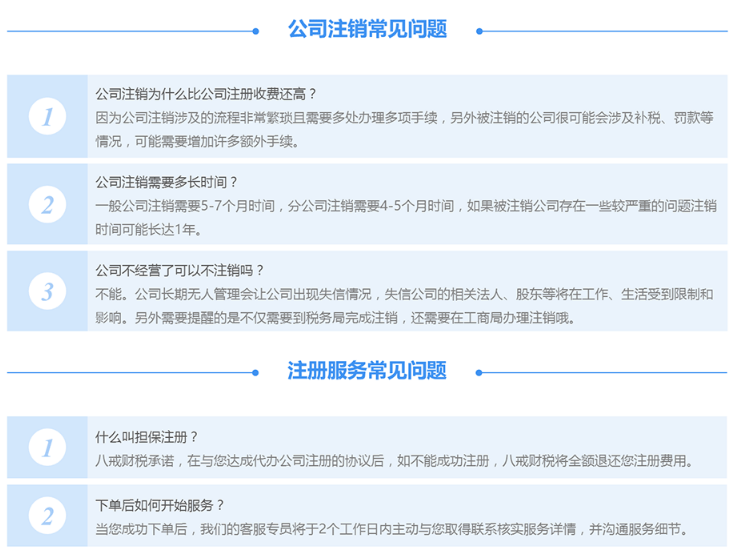 公司注销常见问题
1
公司注销为什么比公司注册收费还高？
因为公司注销涉及的流程非常繁琐且需要多处办理多项手续，另外被注销的公司很可能会涉及补税、罚款等
情况，可能需要增加许多额外手续。
2
公司注销需要多长时间？
一般公司注销需要5-7个月时间，分公司注销需要4-5个月时间，如果被注销公司存在一些较严重的问题注销
时间可能长达1年。
3
公司不经营了可以不注销吗？
不能。公司长期无人管理会让公司出现失信情况，失信公司的相关法人、股东等将在工作、生活受到限制和
影响。另外需要提醒的是不仅需要到税务局完成注销，还需要在工商局办理注销哦。
注册服务常见问题
1
什么叫担保注册？
八戒财税承诺，在与您达成代办公司注册的协议后，如不能成功注册，八戒财税将全额退还您注册费用。
2
下单后如何开始服务？
当您成功下单后，我们的客服专员将于2个工作日内主动与您取得联系核实服务详情，并沟通服务细节。